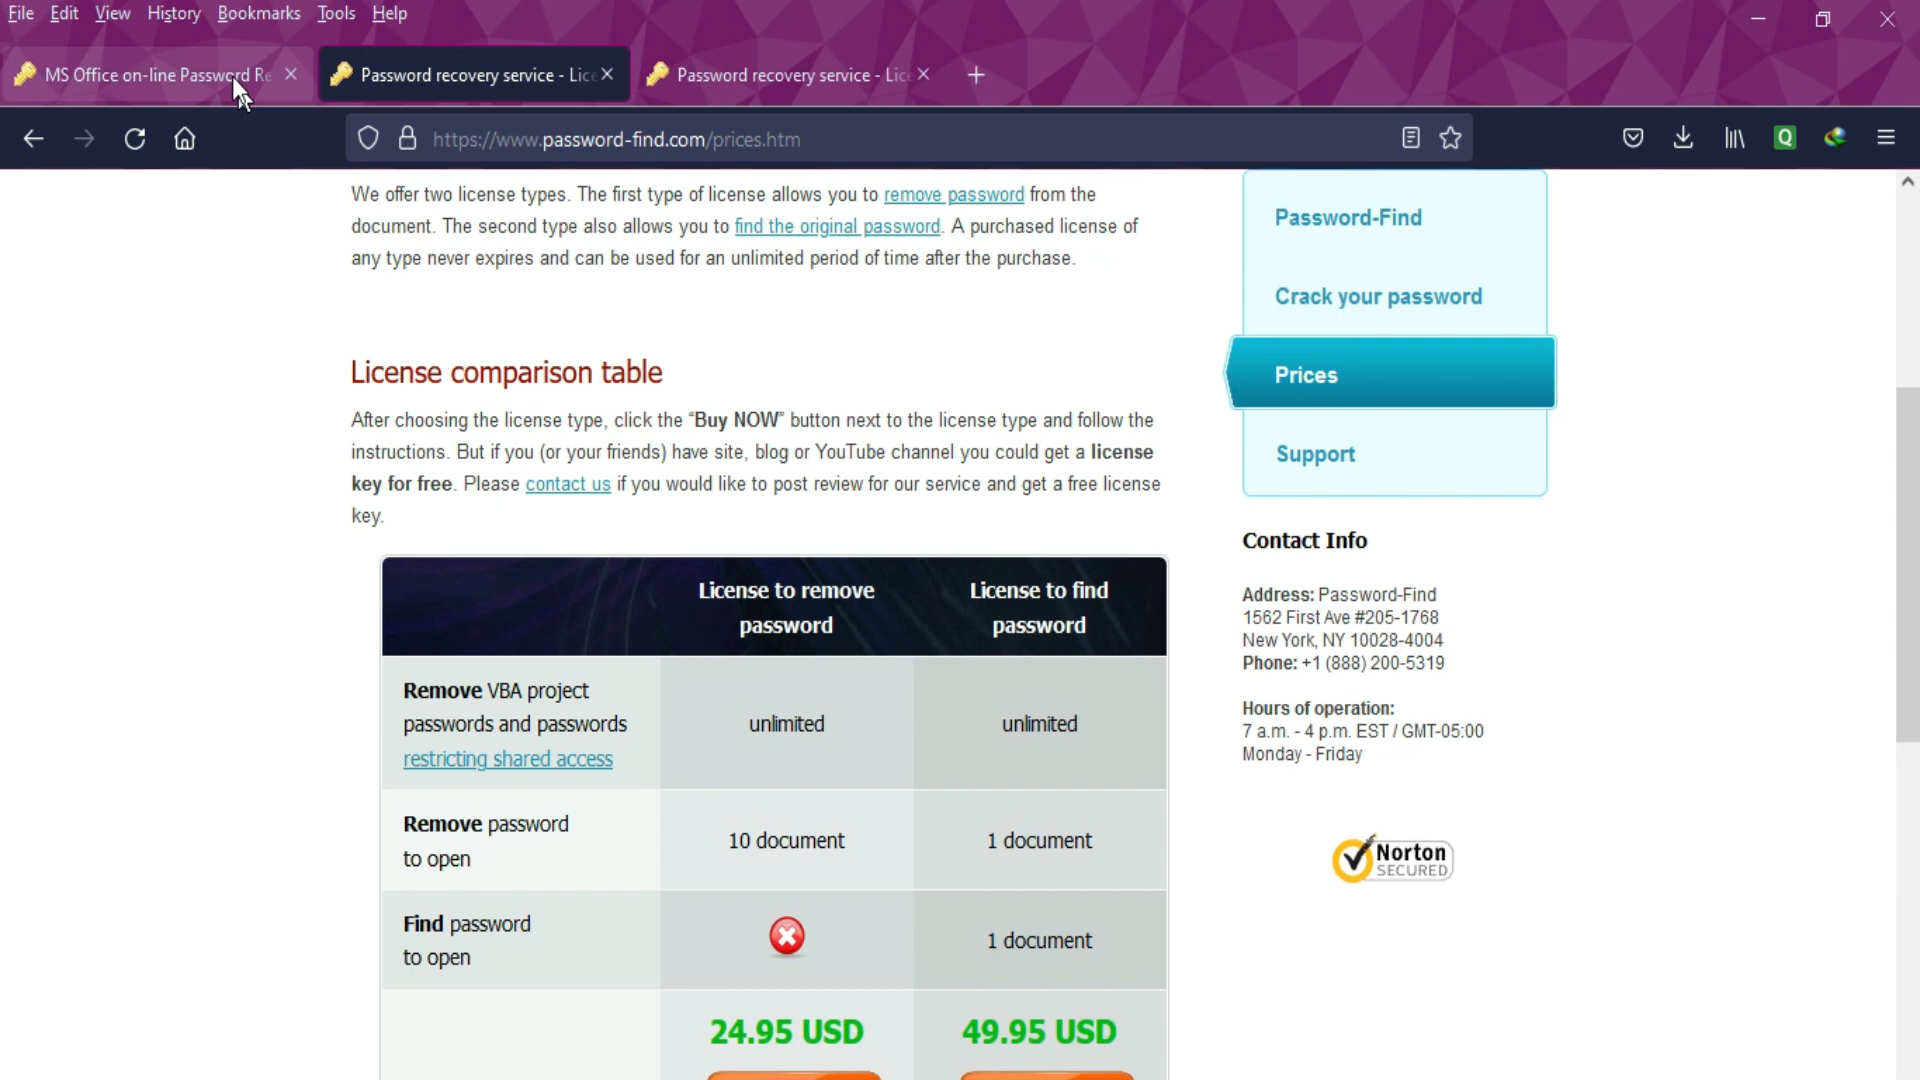 File Edit View History Bookmarks Tools Help
MS Office on-line Password Re
Password recovery service - Lice
Password recovery service - Lice
https://www.password-find.com/prices.htm
We offer two license types. The first type of license allows you to remove password from the
document. The second type also allows you to find the original password. A purchased license of
any type never expires and can be used for an unlimited period of time after the purchase.
License comparison table
After choosing the license type, click the “Buy NOW” button next to the license type and follow the
instructions. But if you (or your friends) have site, blog or YouTube channel you could get a license
key for free. Please contact us if you would like to post review for our service and get a free license
key.
License to remove
password
License to find
password
Remove VBA project
passwords and passwords
restricting shared access
unlimited
unlimited
Remove password
to open
10 document
1 document
Find password
to open
1 document
24.95 USD
49.95 USD
Password-Find
Crack your password
Prices
Support
Contact Info
Address: Password-Find
1562 First Ave #205-1768
New York, NY 10028-4004
Phone: +1 (888) 200-5319
Hours of operation:
7 a.m. - 4 p.m. EST / GMT-05:00
Monday - Friday
Norton
SECURED